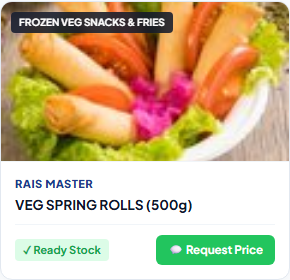 FROZEN VEG SNACKS & FRIES
RAIS MASTER
VEG SPRING ROLLS (500g)
✓ Ready Stock
Request Price